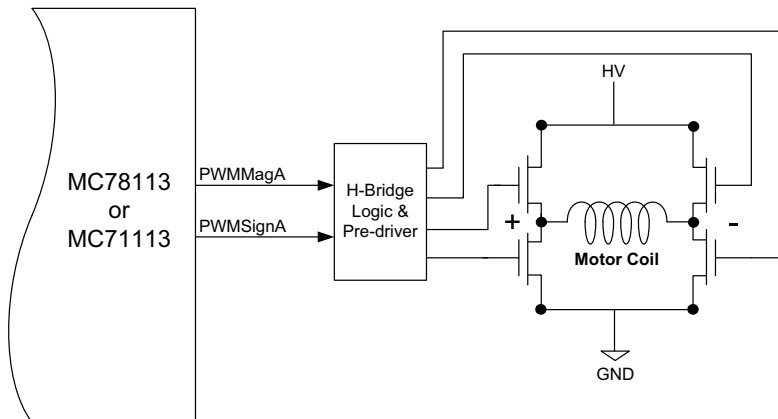 MC78113
or
MC71113
PWMMagA
PWMSignA
H-Bridge
Logic &
Pre-driver
HV
+
-
Motor Coil
GND